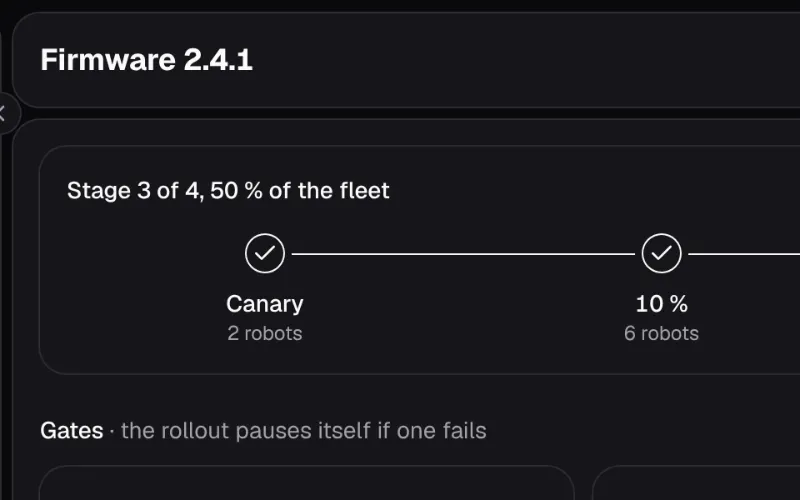 Firmware 2.4.1
Stage 3 of 4, 50 % of the fleet
Canary
2 robots
10 %
6 robots
Gates · the rollout pauses itself if one fails